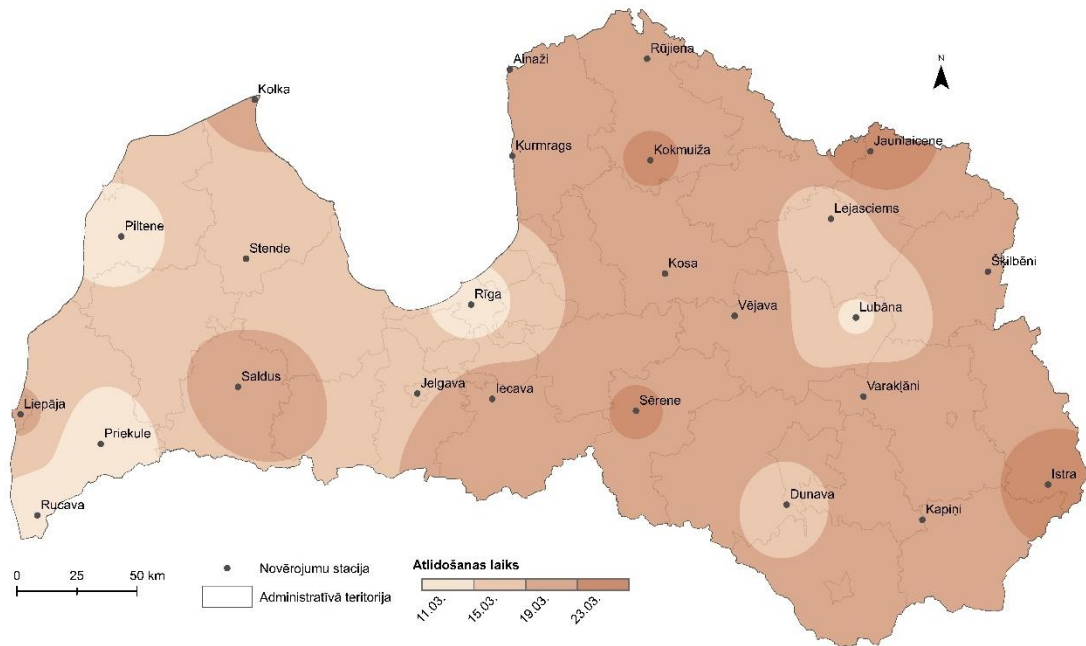 Rūjiena
Ainaži
N
Kolka
Kurmrags
Kokmuiža
Jaunlaicene
Piltene
Lejasciems
Stende
Kosa
Šķilbēni
Rīga
Vējava
Lubāna
Saldus
Jelgava
Iecava
Varakļāni
Liepāja
Sērene
Priekule
Istra
Dunava
Kapiņi
Rucava
0 25 50 km
Novērojumu stacija
Administratīvā teritorija
Atlidošanas laiks
11.03. 15.03. 19.03. 23.03.